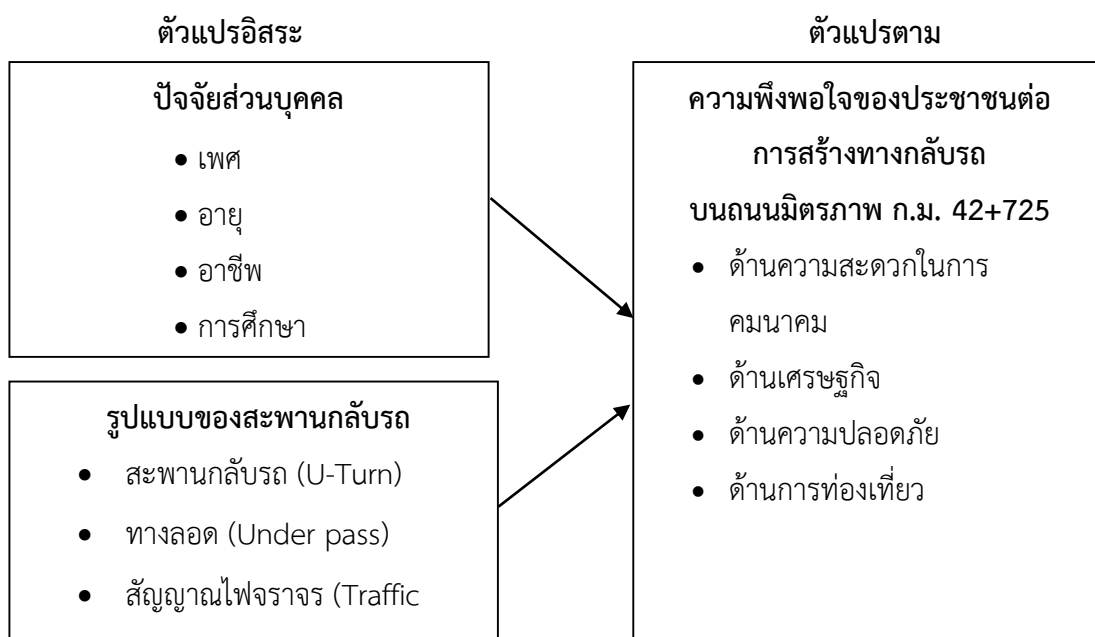 ตัวแปรอิสระ
ปัจจัยส่วนบุคคล
• เพศ
• อายุ
• อาชีพ
• การศึกษา
รูปแบบของสะพานกลับรถ
• สะพานกลับรถ (U-Turn)
• ทางลอด (Under pass)
• สัญญาณไฟจราจร (Traffic
ตัวแปรตาม
ความพึงพอใจของประชาชนต่อ
การสร้างทางกลับรถ
บนถนนมิตรภาพ ก.ม. 42+725
• ด้านความสะดวกในการ
คมนาคม
• ด้านเศรษฐกิจ
• ด้านความปลอดภัย
• ด้านการท่องเที่ยว